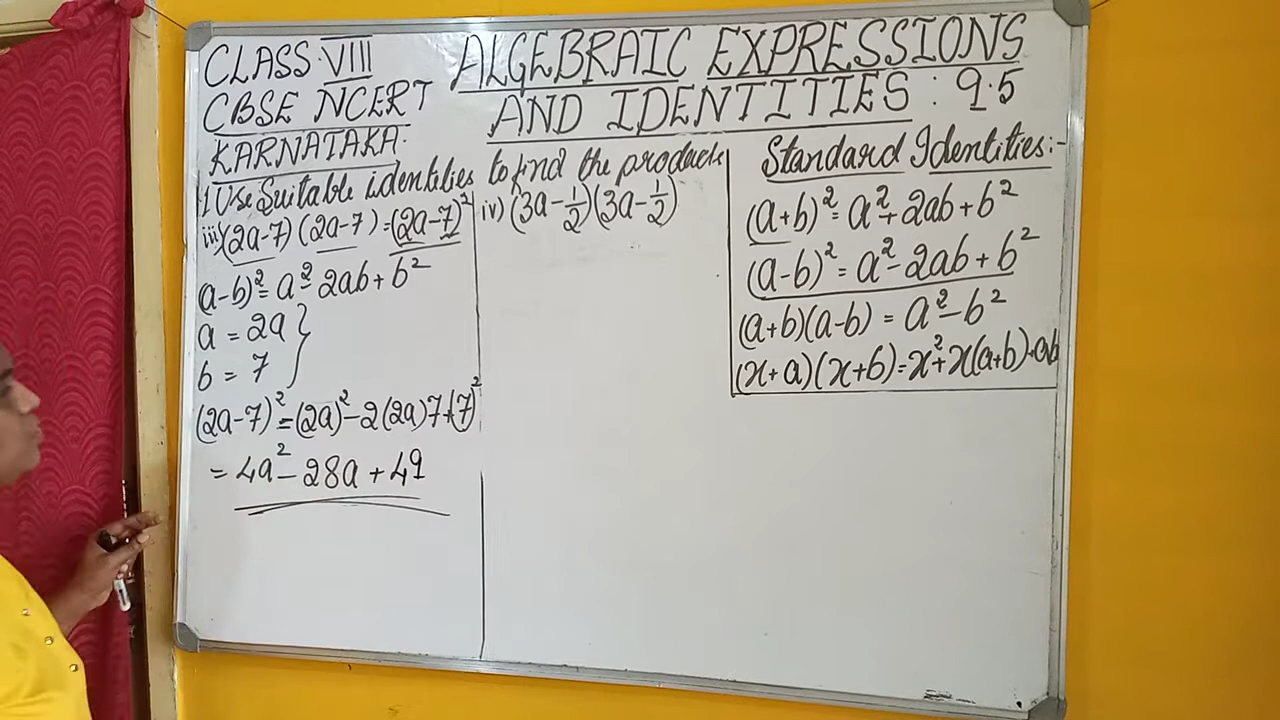 CLASS VIII
CBSE NCERT
KARNATAKA:
ALGEBRAIC EXPRESSIONS
AND IDENTITIES : 9.5
1 Use Suitable identities to find the product
iii) (2a-7)(2a-7) = (2a-7)²
(a-b)² = a² - 2ab + b²
a = 2a
b = 7
(2a-7)² = (2a)² - 2(2a)7 + (7)²
= 4a² - 28a + 49
iv) (3a - 1/2)(3a - 1/2)
Standard Identities:-
(a+b)² = a² + 2ab + b²
(a-b)² = a² - 2ab + b²
(a+b)(a-b) = a² - b²
(x+a)(x+b) = x² + x(a+b) + ab